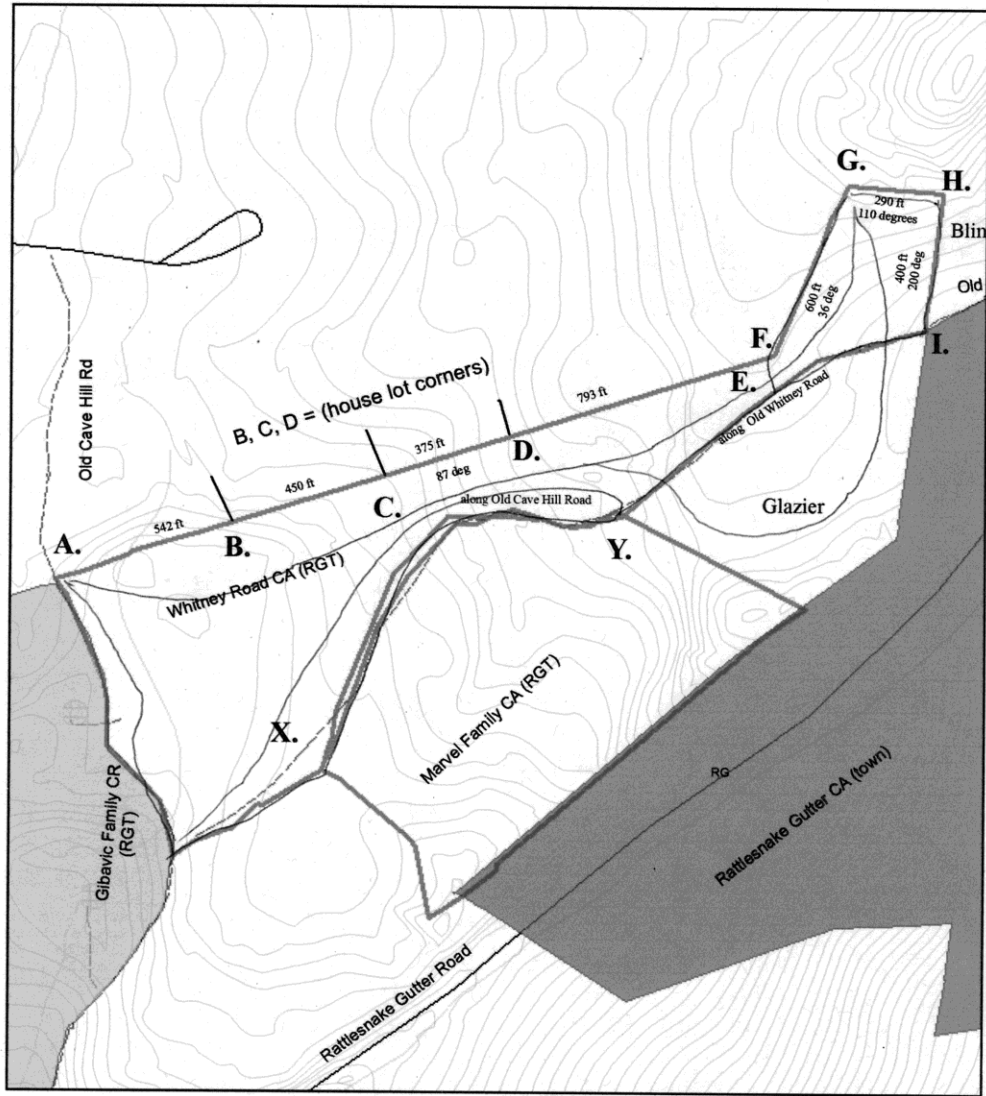 G.
H.
290 ft
110 degrees
Blin
400 ft
200 deg
Old
600 ft
36 deg
F.
I.
E.
along Old Whitney Road
793 ft
B, C, D = (house lot corners)
Old Cave Hill Rd
375 ft
D.
87 deg
450 ft
C.
along Old Cave Hill Road
Glazier
542 ft
A.
B.
Y.
Whitney Road CA (RGT)
X.
Marvel Family CA (RGT)
RG
Rattlesnake Gutter CA (town)
Gibavic Family CR
(RGT)
Rattlesnake Gutter Road